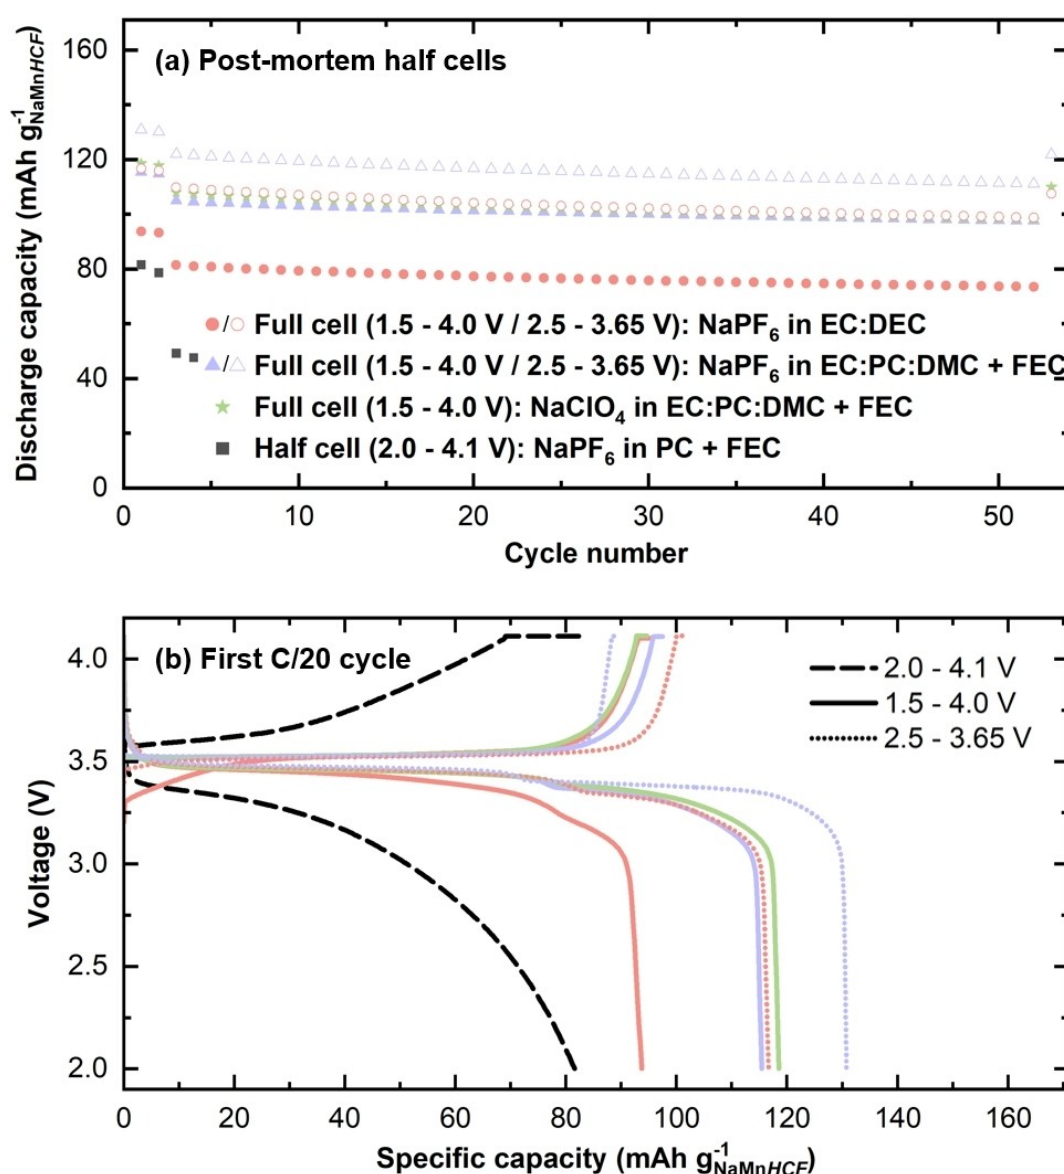 (a) Post-mortem half cells
Discharge capacity (mAh g⁻¹NaMnHCF)
160
120
80
40
0
●/○ Full cell (1.5 - 4.0 V / 2.5 - 3.65 V): NaPF₆ in EC:DEC
▲/△ Full cell (1.5 - 4.0 V / 2.5 - 3.65 V): NaPF₆ in EC:PC:DMC + FEC
★ Full cell (1.5 - 4.0 V): NaClO₄ in EC:PC:DMC + FEC
■ Half cell (2.0 - 4.1 V): NaPF₆ in PC + FEC
0 10 20 30 40 50
Cycle number
(b) First C/20 cycle
Voltage (V)
4.0
3.5
3.0
2.5
2.0
2.0 - 4.1 V
1.5 - 4.0 V
2.5 - 3.65 V
0 20 40 60 80 100 120 140 160
Specific capacity (mAh g⁻¹NaMnHCF)